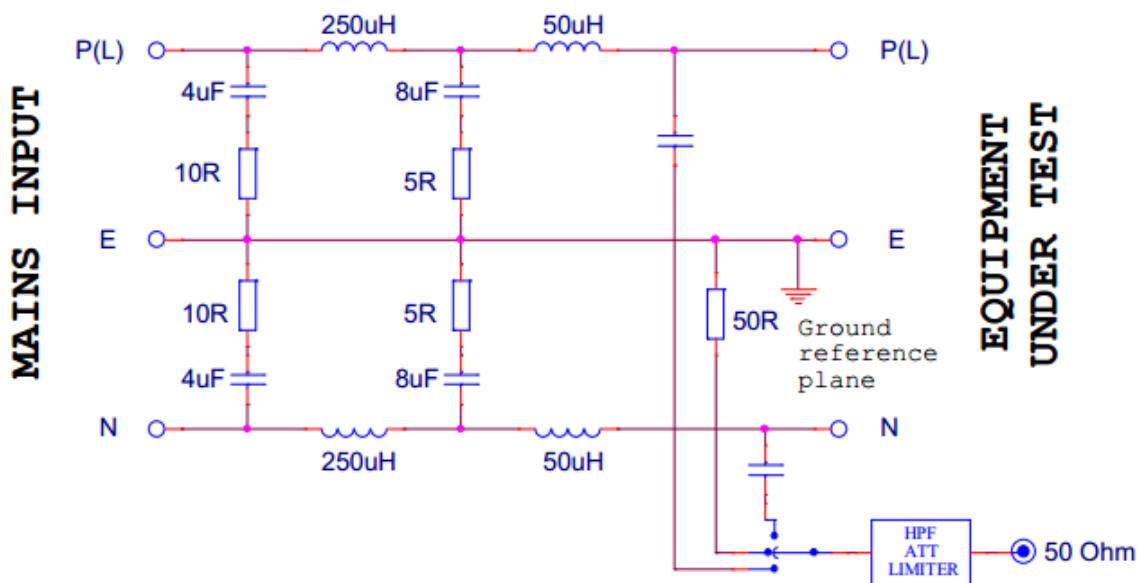 MAINS INPUT
250uH
50uH
P(L)
P(L)
4uF
8uF
10R
5R
E
E
10R
5R
50R
Ground
reference
plane
4uF
8uF
N
N
250uH
50uH
HPF
ATT
LIMITER
50 Ohm
EQUIPMENT
UNDER TEST